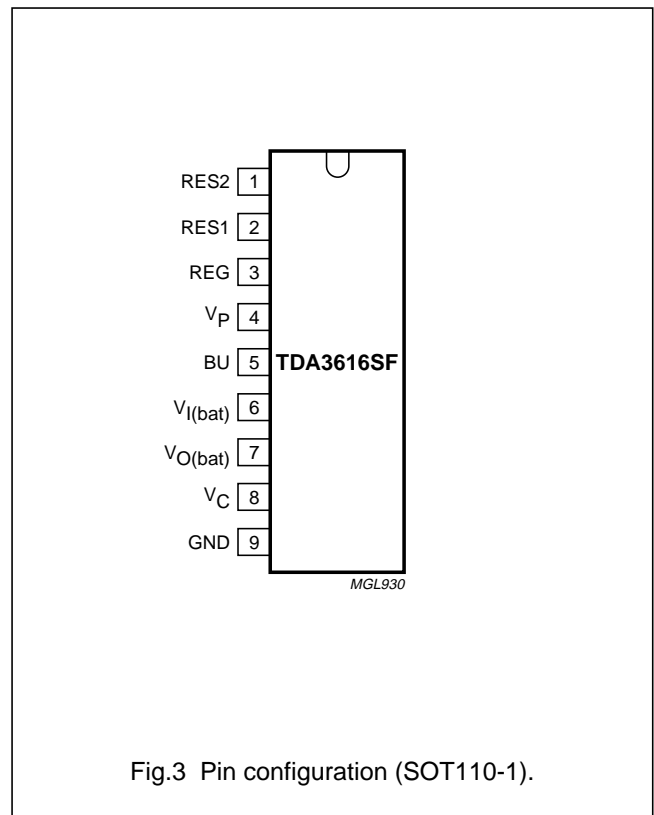 RES2 1
RES1 2
REG 3
VP 4
BU 5 TDA3616SF
VI(bat) 6
VO(bat) 7
VC 8
GND 9
MGL930
Fig.3 Pin configuration (SOT110-1).